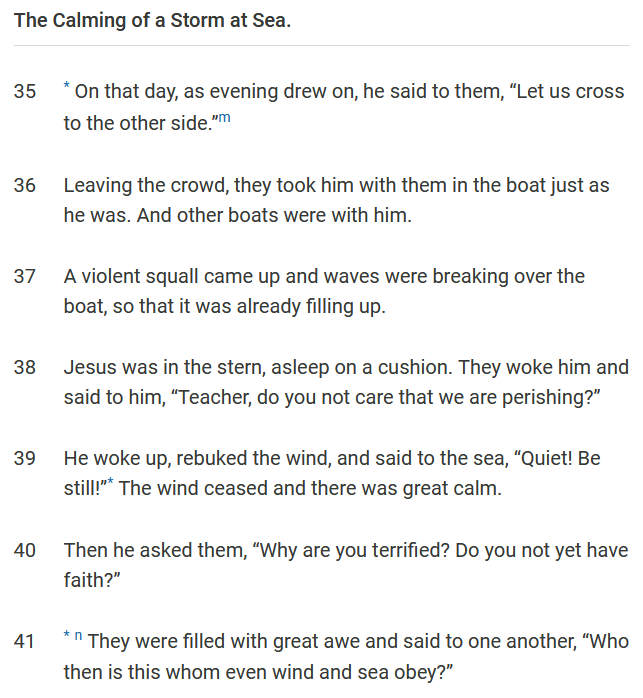 The Calming of a Storm at Sea.
35 * On that day, as evening drew on, he said to them, “Let us cross
to the other side.”m
36 Leaving the crowd, they took him with them in the boat just as
he was. And other boats were with him.
37 A violent squall came up and waves were breaking over the
boat, so that it was already filling up.
38 Jesus was in the stern, asleep on a cushion. They woke him and
said to him, “Teacher, do you not care that we are perishing?”
39 He woke up, rebuked the wind, and said to the sea, “Quiet! Be
still!”* The wind ceased and there was great calm.
40 Then he asked them, “Why are you terrified? Do you not yet have
faith?”
41 * n They were filled with great awe and said to one another, “Who
then is this whom even wind and sea obey?”